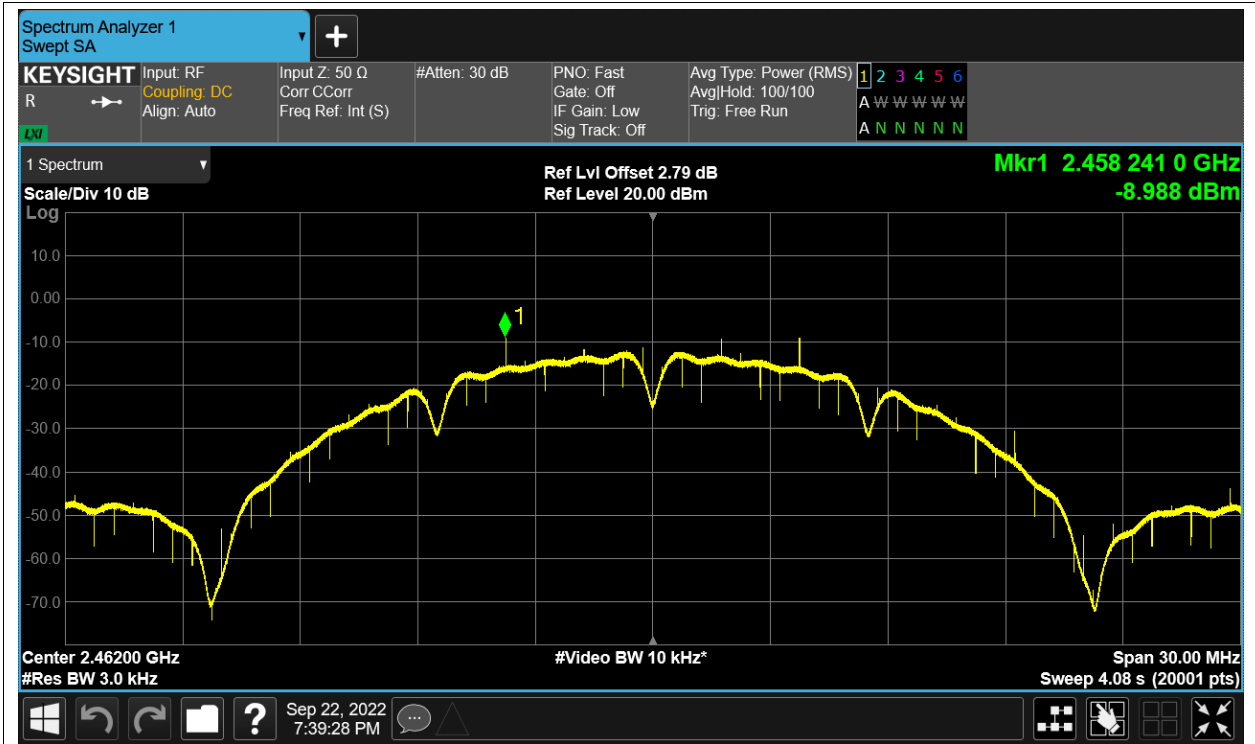 Spectrum Analyzer 1
Swept SA
KEYSIGHT
R
LXI
Input: RF
Coupling: DC
Align: Auto
Input Z: 50 Ω
Corr CCorr
Freq Ref: Int (S)
#Atten: 30 dB
PNO: Fast
Gate: Off
IF Gain: Low
Sig Track: Off
Avg Type: Power (RMS)
Avg|Hold: 100/100
Trig: Free Run
1 2 3 4 5 6
A W W W W W
A N N N N N
1 Spectrum
Scale/Div 10 dB
Log
Ref Lvl Offset 2.79 dB
Ref Level 20.00 dBm
Mkr1 2.458 241 0 GHz
-8.988 dBm
10.0
0.00
1
-10.0
-20.0
-30.0
-40.0
-50.0
-60.0
-70.0
Center 2.46200 GHz
#Res BW 3.0 kHz
#Video BW 10 kHz*
Span 30.00 MHz
Sweep 4.08 s (20001 pts)
?
Sep 22, 2022
7:39:28 PM